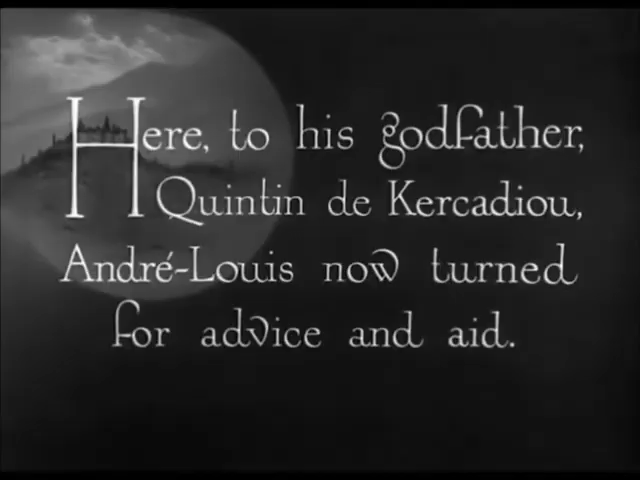 Here, to his godfather,
Quintin de Kercadiou,
André-Louis now turned
for advice and aid.